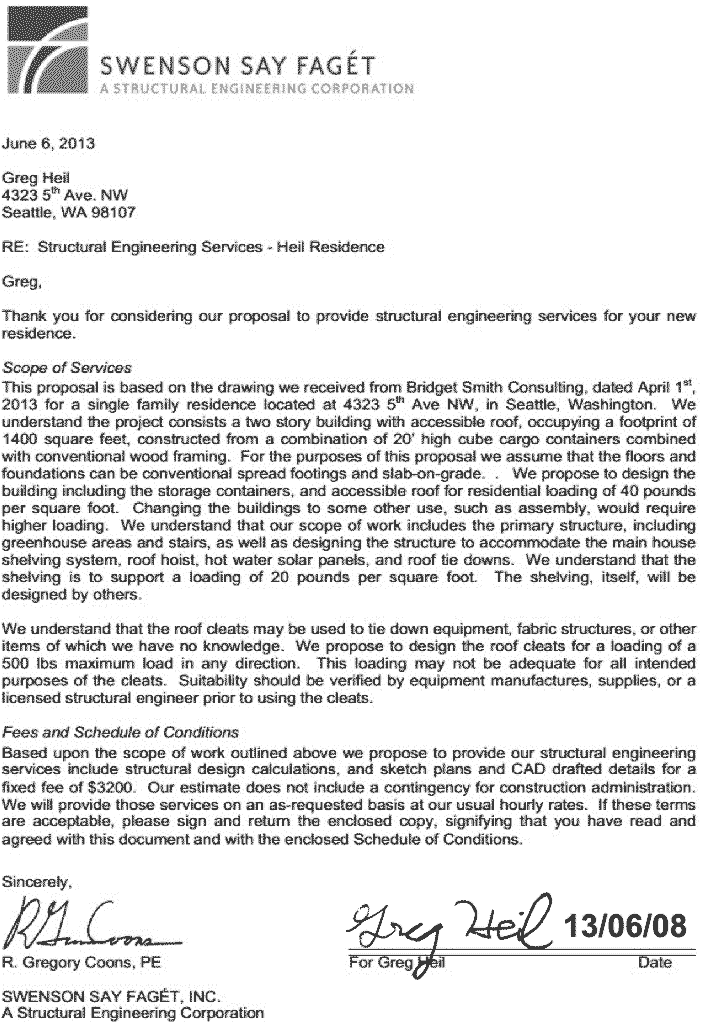 SWENSON SAY FAGÉT
A STRUCTURAL ENGINEERING CORPORATION
June 6, 2013
Greg Heil
4323 5th Ave. NW
Seattle, WA 98107
RE: Structural Engineering Services - Heil Residence
Greg,
Thank you for considering our proposal to provide structural engineering services for your new
residence.
Scope of Services
This proposal is based on the drawing we received from Bridget Smith Consulting, dated April 1st,
2013 for a single family residence located at 4323 5th Ave NW, in Seattle, Washington. We
understand the project consists a two story building with accessible roof, occupying a footprint of
1400 square feet, constructed from a combination of 20' high cube cargo containers combined
with conventional wood framing. For the purposes of this proposal we assume that the floors and
foundations can be conventional spread footings and slab-on-grade. . We propose to design the
building including the storage containers, and accessible roof for residential loading of 40 pounds
per square foot. Changing the buildings to some other use, such as assembly, would require
higher loading. We understand that our scope of work includes the primary structure, including
greenhouse areas and stairs, as well as designing the structure to accommodate the main house
shelving system, roof hoist, hot water solar panels, and roof tie downs. We understand that the
shelving is to support a loading of 20 pounds per square foot. The shelving, itself, will be
designed by others.
We understand that the roof cleats may be used to tie down equipment, fabric structures, or other
items of which we have no knowledge. We propose to design the roof cleats for a loading of a
500 lbs maximum load in any direction. This loading may not be adequate for all intended
purposes of the cleats. Suitability should be verified by equipment manufactures, supplies, or a
licensed structural engineer prior to using the cleats.
Fees and Schedule of Conditions
Based upon the scope of work outlined above we propose to provide our structural engineering
services include structural design calculations, and sketch plans and CAD drafted details for a
fixed fee of $3200. Our estimate does not include a contingency for construction administration.
We will provide those services on an as-requested basis at our usual hourly rates. If these terms
are acceptable, please sign and return the enclosed copy, signifying that you have read and
agreed with this document and with the enclosed Schedule of Conditions.
Sincerely,
Greg Heil 13/06/08
R. Gregory Coons, PE For Greg Heil Date
SWENSON SAY FAGÉT, INC.
A Structural Engineering Corporation